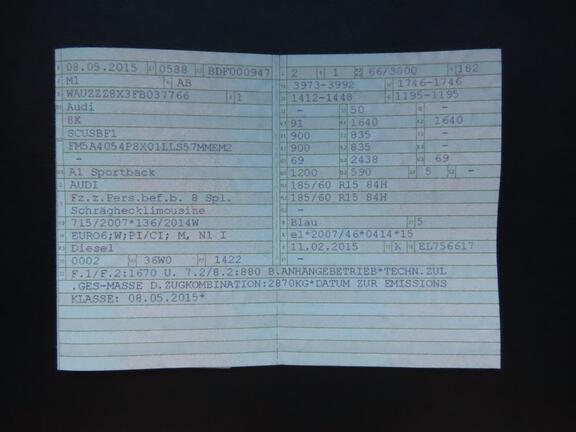 08.05.2015 0588 BDF000947
M1 AB
WAUZZZ8X3FB037766 1
Audi
8X
SCUSBF1
FM5A4054P8X01LLS57MMEM2
-
A1 Sportback
AUDI
Fz.z.Pers.bef.b. 8 Spl.
Schräghecklimousine
715/2007*136/2014W
EURO6;W;PI/CI; M, N1 I
Diesel
0002 36W0 1422
2 1 66/3000 182
3973-3992 1746-1746
1412-1448 1195-1195
- 50 -
91 1640 1640
900 835 -
900 835 -
69 2438 69
1200 590 5 -
185/60 R15 84H
185/60 R15 84H
-
Blau 5
e1*2007/46*0414*15
11.02.2015 K EL756617
-
F.1/F.2:1670 U. 7.2/8.2:880 B.ANHÄNGEBETRIEB*TECHN.ZUL
.GES-MASSE D.ZUGKOMBINATION:2870KG*DATUM ZUR EMISSIONS
KLASSE: 08.05.2015*